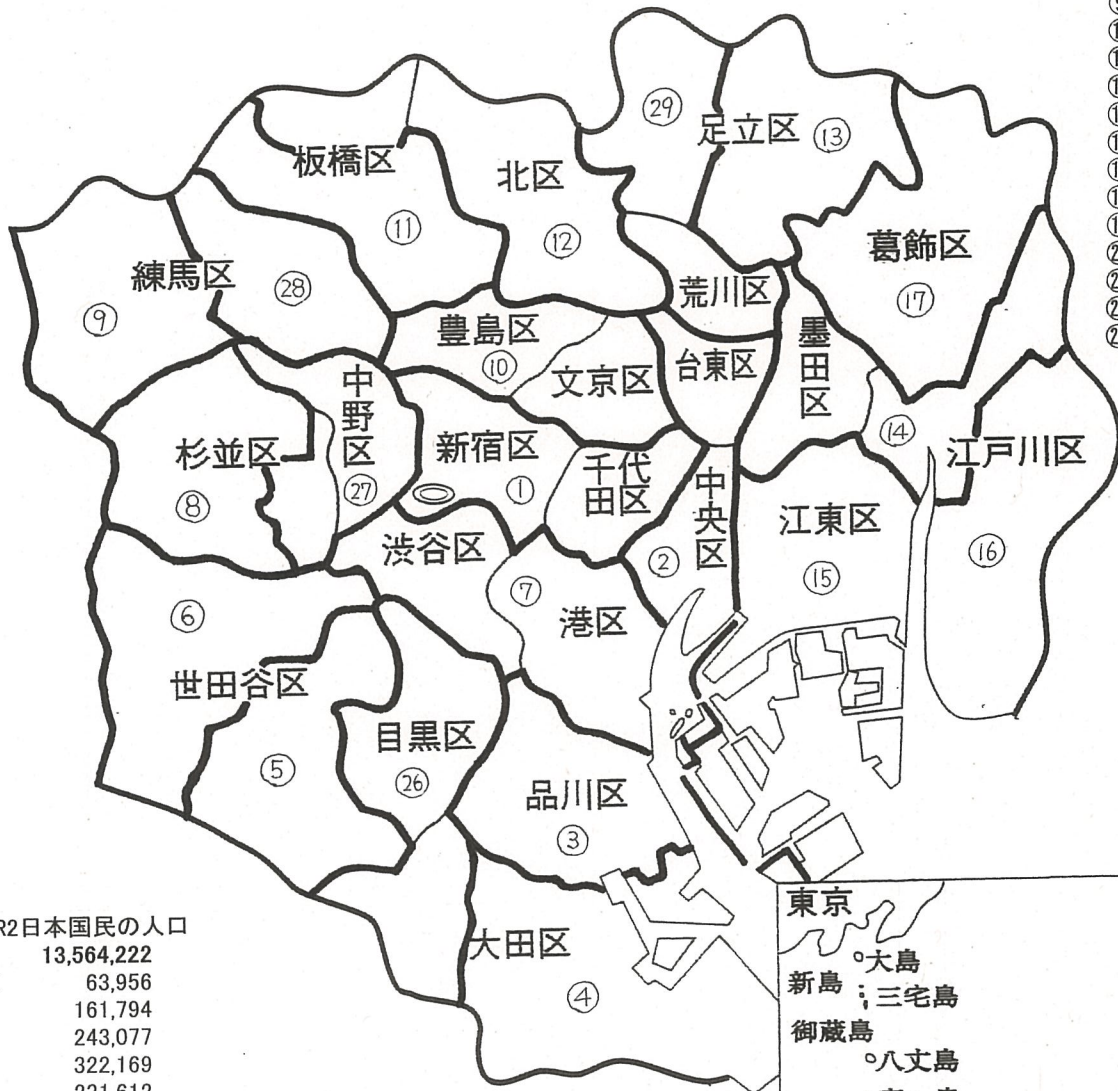 ㉙
足立区
⑬
板橋区
北区
⑪
⑫
葛飾区
⑰
練馬区
㉘
⑨
荒川区
豊島区
⑩
文京区
台東区
墨田区
中野区
㉗
杉並区
⑧
新宿区
①
千代
田区
中央区
②
⑭
江戸川区
⑯
江東区
⑮
渋谷区
⑦
港区
⑥
世田谷区
⑤
目黒区
㉖
品川区
③
大田区
④
R2日本国民の人口
13,564,222
63,956
161,794
243,077
322,169
東京
大島
新島
三宅島
御蔵島
八丈島